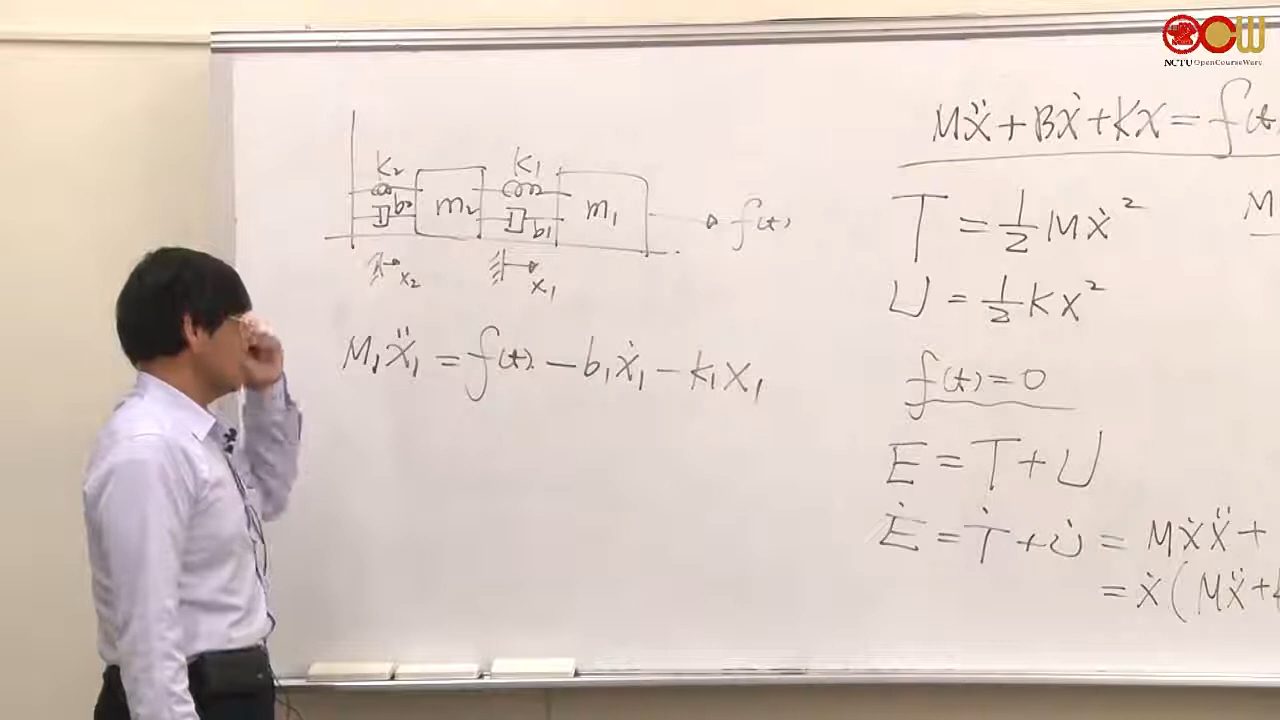 K₂ K₁
b₂ m₂ b₁ m₁ f(t)
x₂ x₁
M₁ẍ₁ = f(t) − b₁ẋ₁ − k₁x₁
Mẍ + Bẋ + Kx = f(t
T = ½Mẋ²
M
U = ½Kx²
f(t) = 0
E = T + U
Ė = Ṫ + U̇ = Mẋẍ +
= ẋ(Mẍ +
OCW
NCTU OpenCourseWare